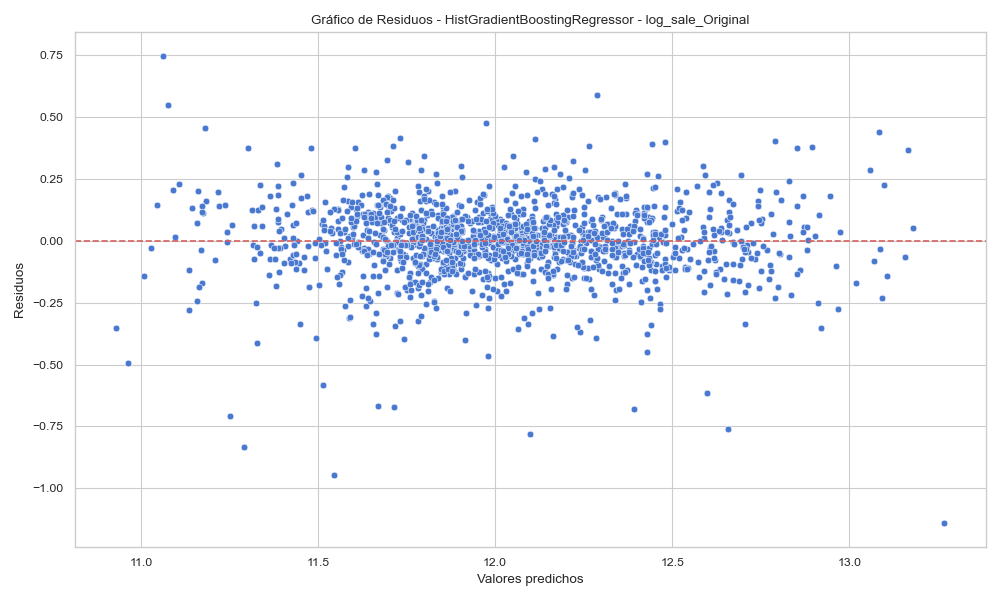 Gráfico de Residuos - HistGradientBoostingRegressor - log_sale_Original
0.75
0.50
0.25
0.00
−0.25
−0.50
−0.75
−1.00
Residuos
11.0 11.5 12.0 12.5 13.0
Valores predichos